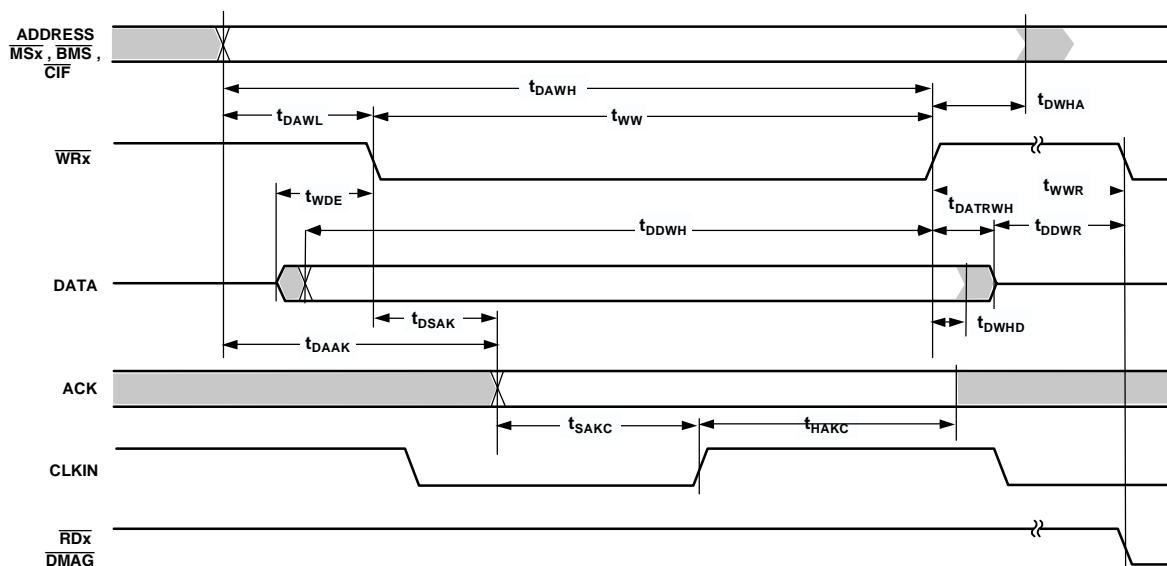 ADDRESS
MSx , BMS ,
CIF
tDAWH
tDWHA
tDAWL
tWW
WRx
tWDE
tWWR
tDATRWH
tDDWH
tDDWR
DATA
tDSAK
tDWHD
tDAAK
ACK
tSAKC
tHAKC
CLKIN
RDx
DMAG